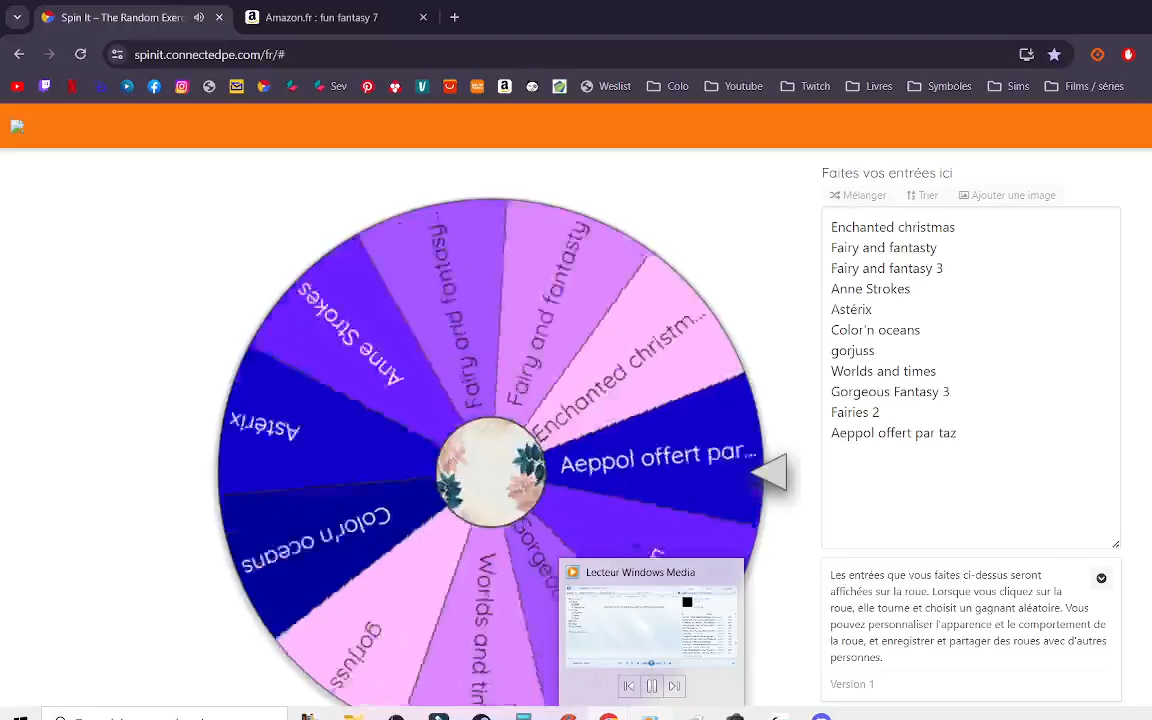 Spin It – The Random Exerc
Amazon.fr : fun fantasy 7
spinit.connectedpe.com/fr/#
Sev
Weslist
Colo
Youtube
Twitch
Livres
Symboles
Sims
Films / séries
Faites vos entrées ici
Mélanger
Trier
Ajouter une image
Enchanted christmas
Fairy and fantasty
Fairy and fantasy 3
Anne Strokes
Astérix
Color'n oceans
gorjuss
Worlds and times
Gorgeous Fantasy 3
Fairies 2
Aeppol offert par taz
Fairy and fantasy...
Fairy and fantasty
Enchanted christm...
Aeppol offert par...
Anne Strokes
Astérix
Color'n oceans
gorjuss
Worlds and tim
Gorge
Lecteur Windows Media
Les entrées que vous faites ci-dessus seront
affichées sur la roue. Lorsque vous cliquez sur la
roue, elle tourne et choisit un gagnant aléatoire. Vous
pouvez personnaliser l'apparence et le comportement de
la roue, et enregistrer et partager des roues avec d'autres
personnes.
Version 1